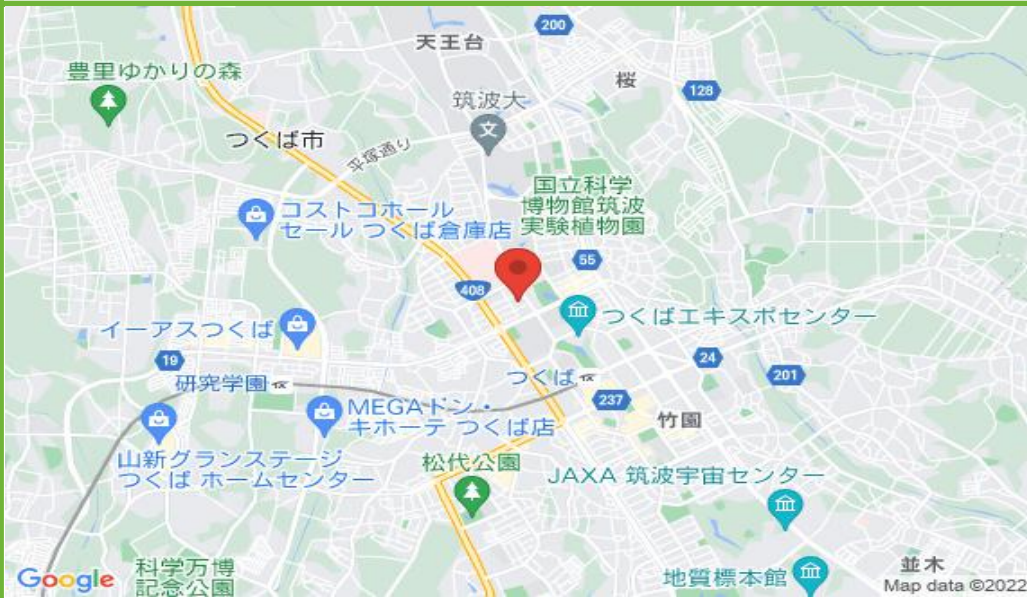 200
天王台
豊里ゆかりの森
桜
128
筑波大
文
つくば市
平塚通り
国立科学
博物館筑波
実験植物園
コストコホール
セール つくば倉庫店
55
408
つくばエキスポセンター
イーアスつくば
19
24
研究学園
つくば
201
237
MEGAドン・
キホーテ つくば店
竹園
山新グランステージ
つくば ホームセンター
松代公園
JAXA 筑波宇宙センター
科学万博
記念公園
地質標本館
並木
Google
Map data ©2022